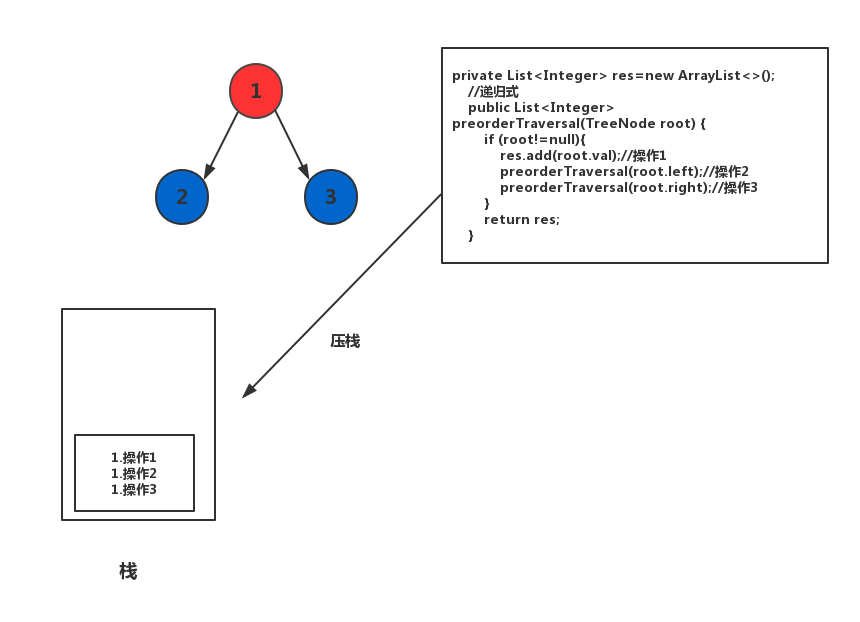 1
2
3
private List<Integer> res=new ArrayList<>();
//递归式
public List<Integer>
preorderTraversal(TreeNode root) {
if (root!=null){
res.add(root.val);//操作1
preorderTraversal(root.left);//操作2
preorderTraversal(root.right);//操作3
}
return res;
}
压栈
1.操作1
1.操作2
1.操作3
栈